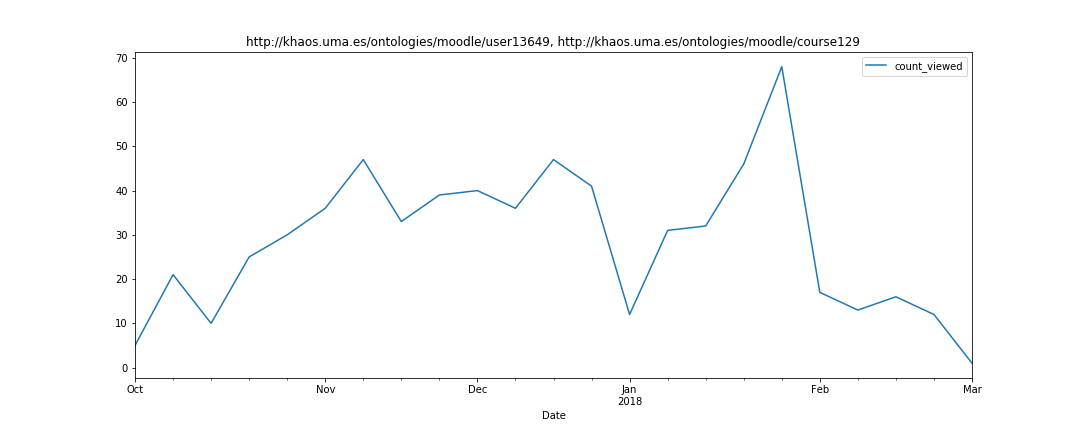 http://khaos.uma.es/ontologies/moodle/user13649, http://khaos.uma.es/ontologies/moodle/course129
count_viewed
70
60
50
40
30
20
10
0
Oct Nov Dec Jan Feb Mar
2018
Date